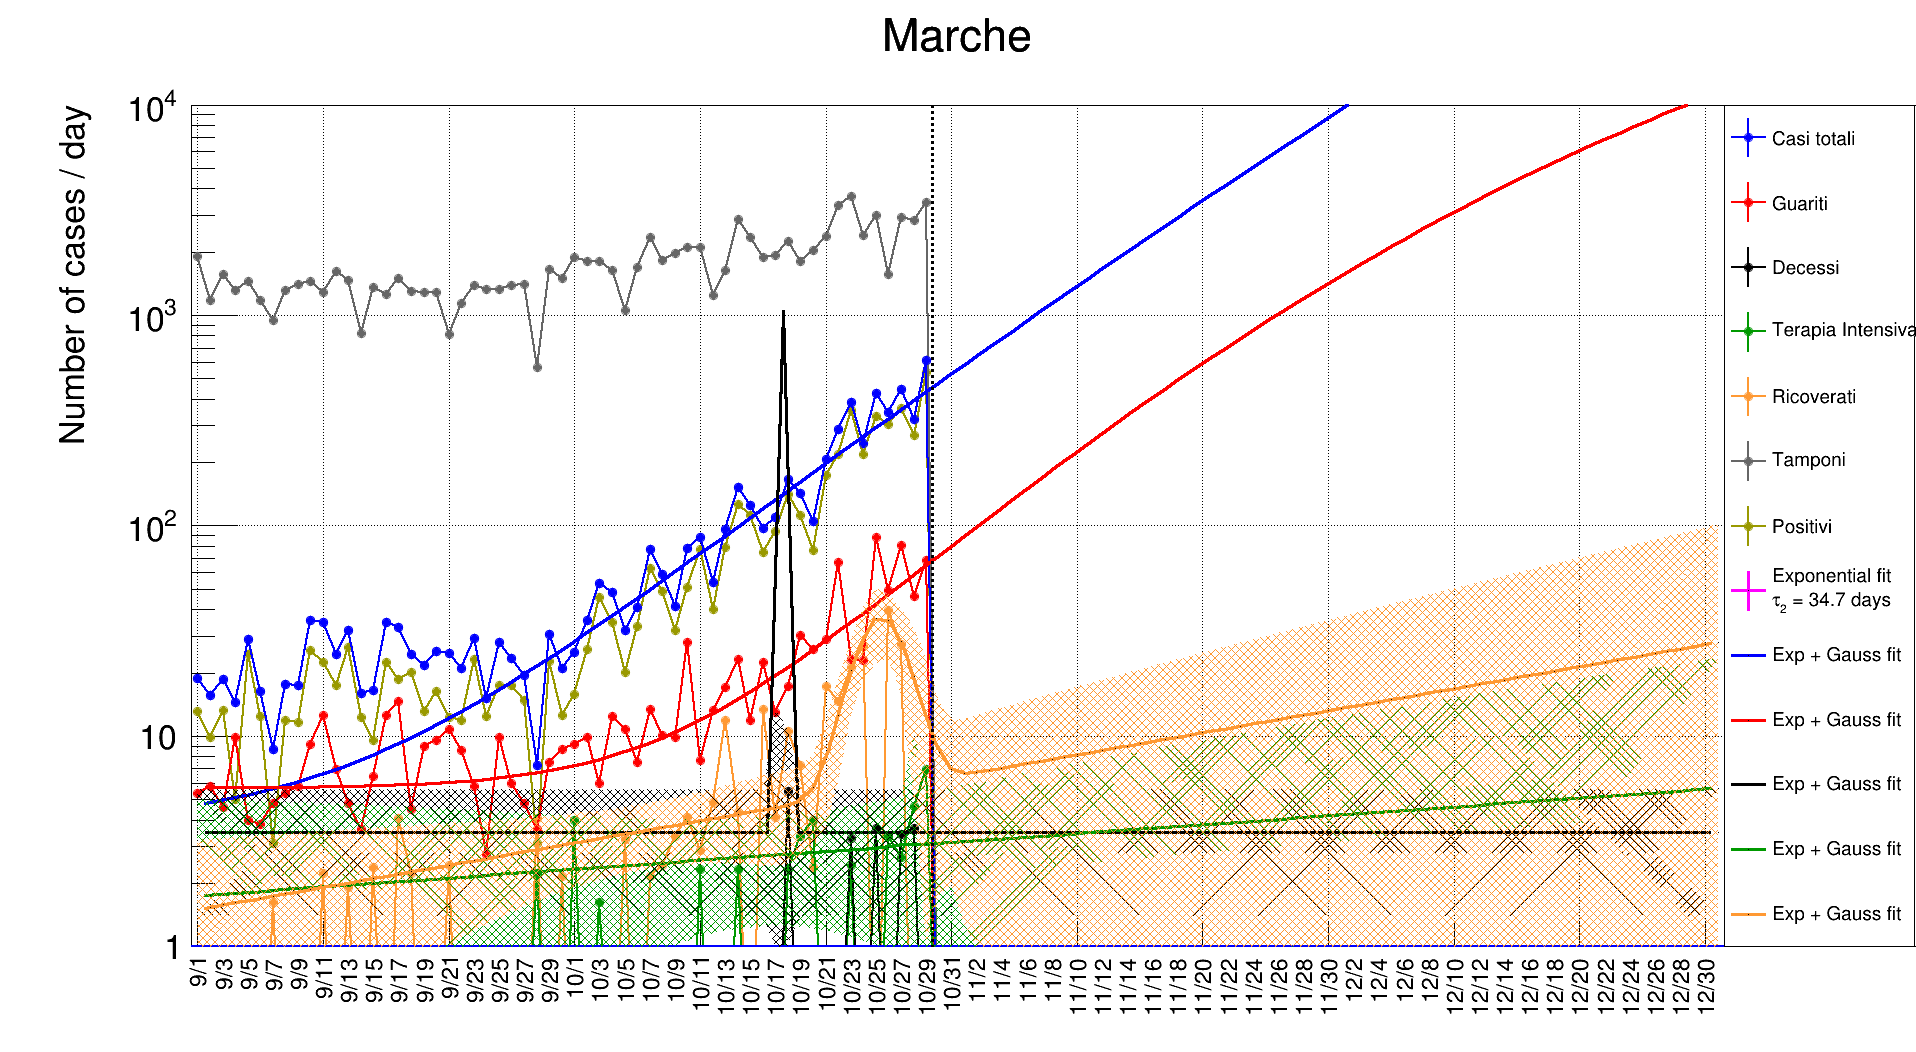 Marche
Number of cases / day
10⁴
10³
10²
10
1
9/1 9/3 9/5 9/7 9/9 9/11 9/13 9/15 9/17 9/19 9/21 9/23 9/25 9/27 9/29 10/1 10/3 10/5 10/7 10/9 10/11 10/13 10/15 10/17 10/19 10/21 10/23 10/25 10/27 10/29 10/31 11/2 11/4 11/6 11/8 11/10 11/12 11/14 11/16 11/18 11/20 11/22 11/24 11/26 11/28 11/30 12/2 12/4 12/6 12/8 12/10 12/12 12/14 12/16 12/18 12/20 12/22 12/24 12/26 12/28 12/30
Casi totali
Guariti
Decessi
Terapia Intensiva
Ricoverati
Tamponi
Positivi
Exponential fit
τ₂ = 34.7 days
Exp + Gauss fit
Exp + Gauss fit
Exp + Gauss fit
Exp + Gauss fit
Exp + Gauss fit